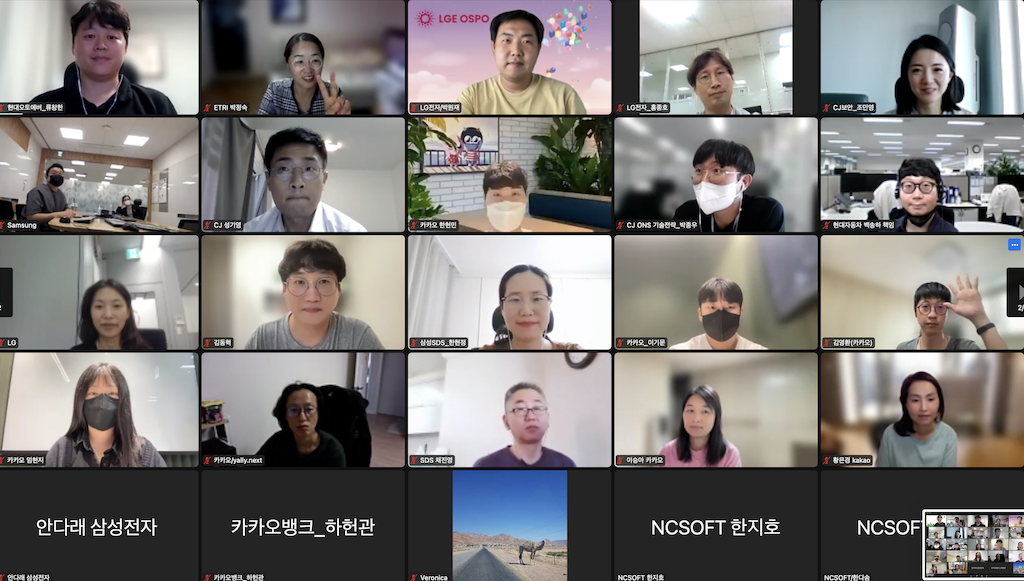 현대오토에버_류창한
ETRI 박정숙
LGE OSPO
LG전자/박원재
LG전자_홍종호
CJ보안_조민영
Samsung
CJ 성기영
카카오 한현민
CJ ONS 기술전략_박종우
현대자동차 백송하 책임
LG
김동혁
삼성SDS_한현정
카카오_이기문
김영환(카카오)
카카오 임현지
카카오/yally.next
SDS 채진영
이승아 카카오
황은경 kakao
안다래 삼성전자
카카오뱅크_하헌관
NCSOFT 한지호
안다래 삼성전자
카카오뱅크_하헌관
Veronica
NCSOFT 한지호
NCSOFT/한다솜